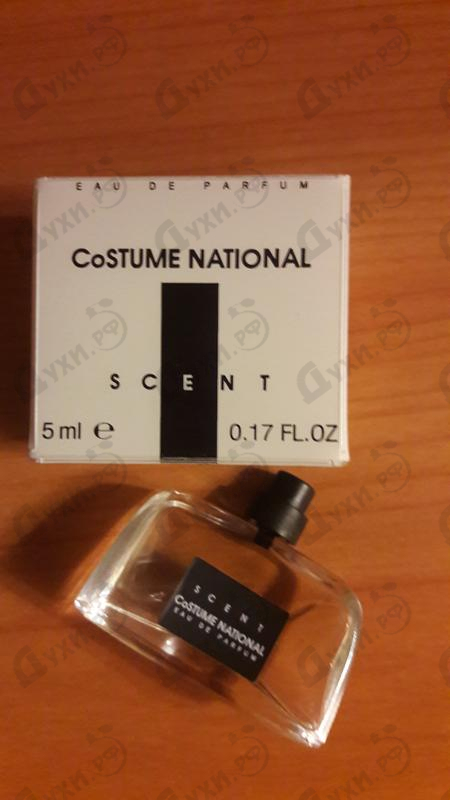 EAU DE PARFUM
CoSTUME NATIONAL
SCENT
5 ml e 0.17 FL.OZ
SCENT
CoSTUME NATIONAL
EAU DE PARFUM
Духи.рф